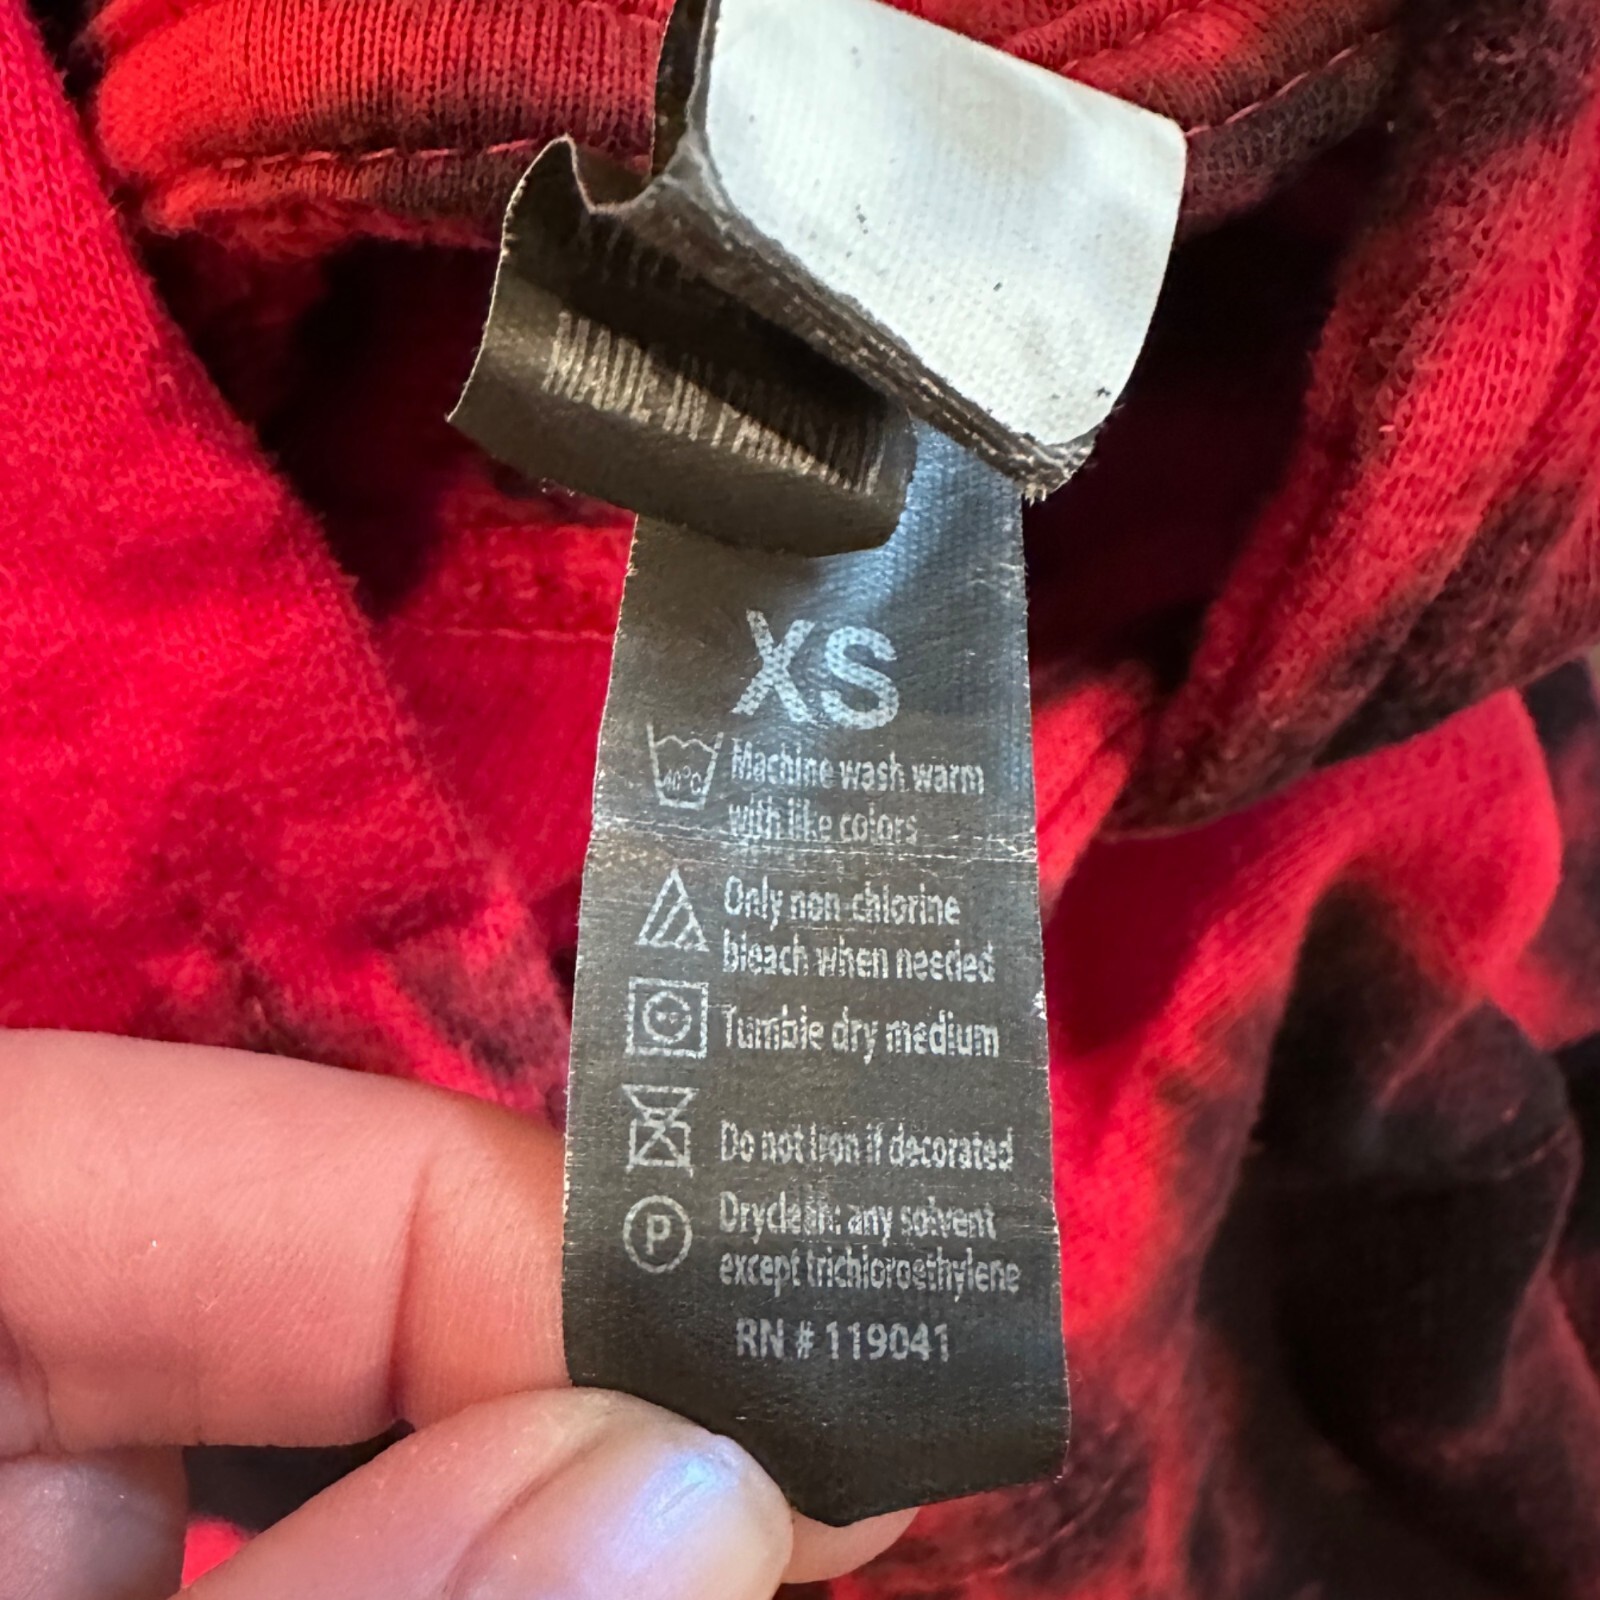 MADE IN PAKISTAN
XS
40°C
Machine wash warm
with like colors
Only non-chlorine
bleach when needed
Tumble dry medium
Do not Iron if decorated
P
Dryclean: any solvent
except trichloroethylene
RN # 119041